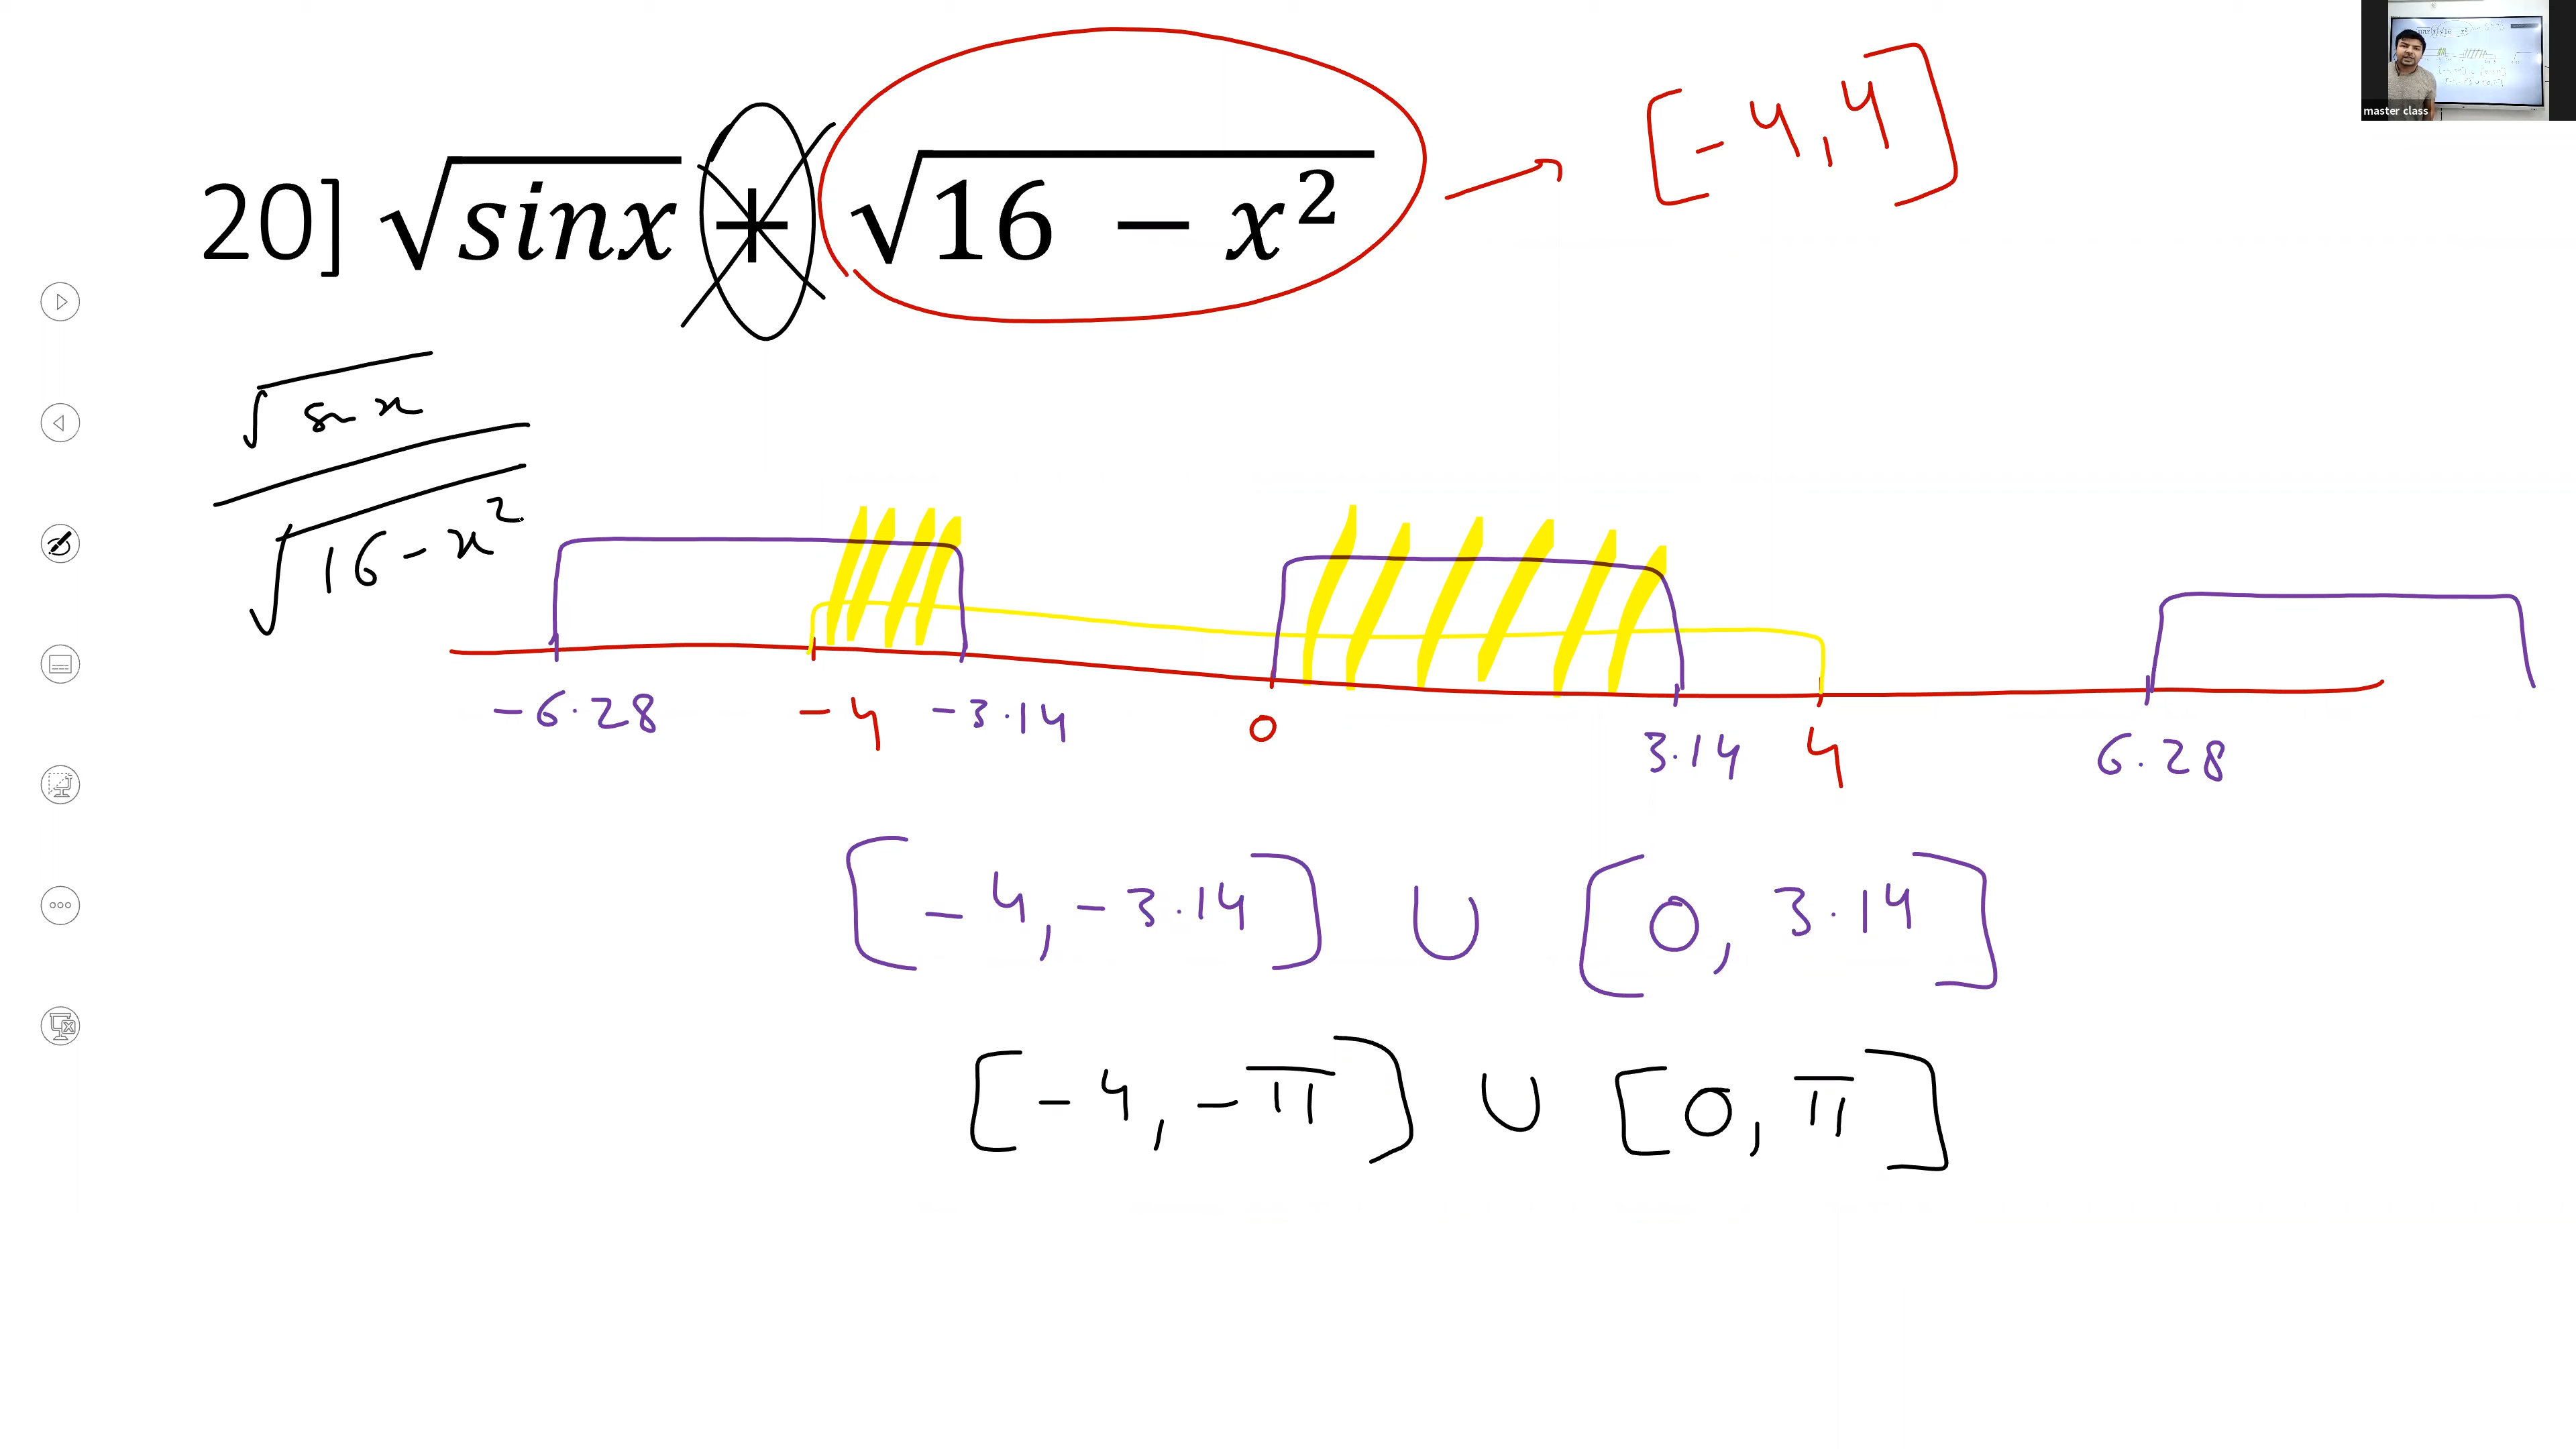 20] √sinx + √16 − x²
[-4, 4]
√sin x
√16 - x²
-6.28 -4 -3.14 0 3.14 4 6.28
[-4, -3.14] ∪ [0, 3.14]
[-4, -π] ∪ [0, π]
master class